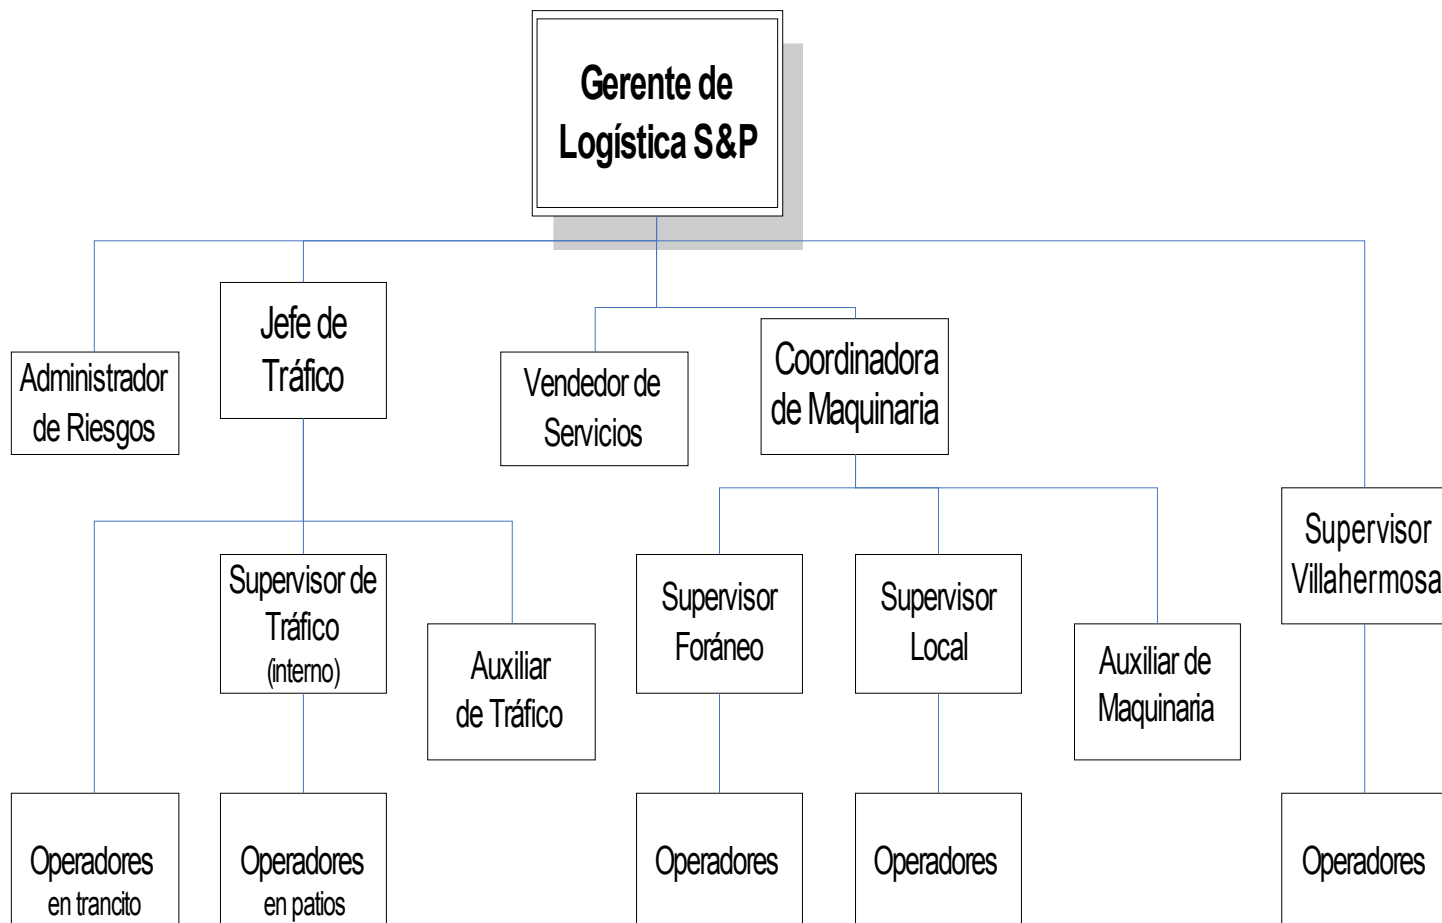 Gerente de
Logística S&P
Jefe de
Tráfico
Administrador
de Riesgos
Vendedor de
Servicios
Coordinadora
de Maquinaria
Supervisor
Villahermosa
Supervisor de
Tráfico
(interno)
Auxiliar
de Tráfico
Supervisor
Foráneo
Supervisor
Local
Auxiliar de
Maquinaria
Operadores
en trancito
Operadores
en patios
Operadores
Operadores
Operadores